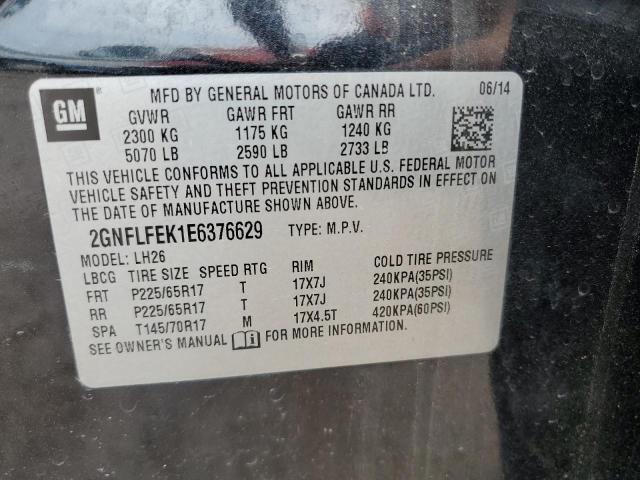 GM ®
MFD BY GENERAL MOTORS OF CANADA LTD. 06/14
GVWR GAWR FRT GAWR RR
2300 KG 1175 KG 1240 KG
5070 LB 2590 LB 2733 LB
THIS VEHICLE CONFORMS TO ALL APPLICABLE U.S. FEDERAL MOTOR
VEHICLE SAFETY AND THEFT PREVENTION STANDARDS IN EFFECT ON
THE DATE OF MANUFACTURE SHOWN ABOVE.
2GNFLFEK1E6376629 TYPE: M.P.V.
MODEL: LH26
LBCG TIRE SIZE SPEED RTG RIM COLD TIRE PRESSURE
FRT P225/65R17 T 17X7J 240KPA(35PSI)
RR P225/65R17 T 17X7J 240KPA(35PSI)
SPA T145/70R17 M 17X4.5T 420KPA(60PSI)
SEE OWNER'S MANUAL FOR MORE INFORMATION.